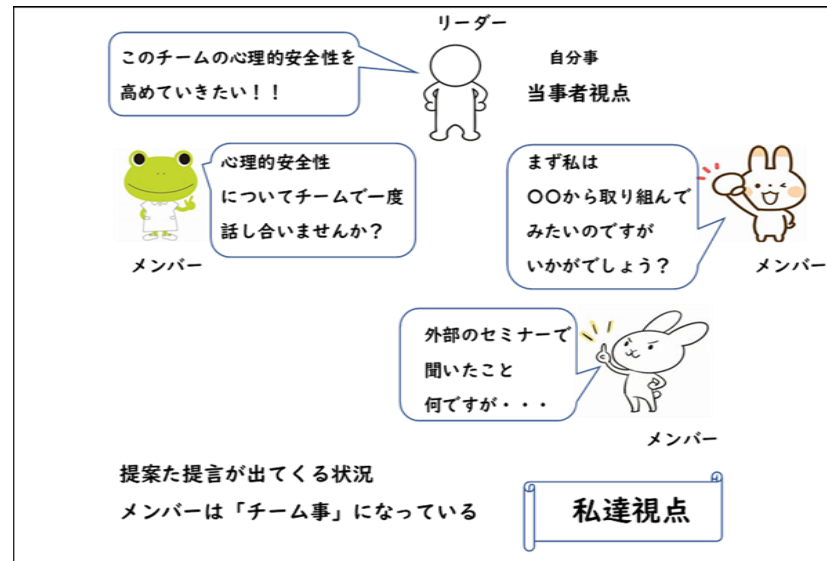 リーダー
このチームの心理的安全性を
高めていきたい！！
自分事
当事者視点
心理的安全性
についてチームで一度
話し合いませんか？
メンバー
まず私は
〇〇から取り組んで
みたいのですが
いかがでしょう？
メンバー
外部のセミナーで
聞いたこと
何ですが・・・
メンバー
提案た提言が出てくる状況
メンバーは「チーム事」になっている
私達視点